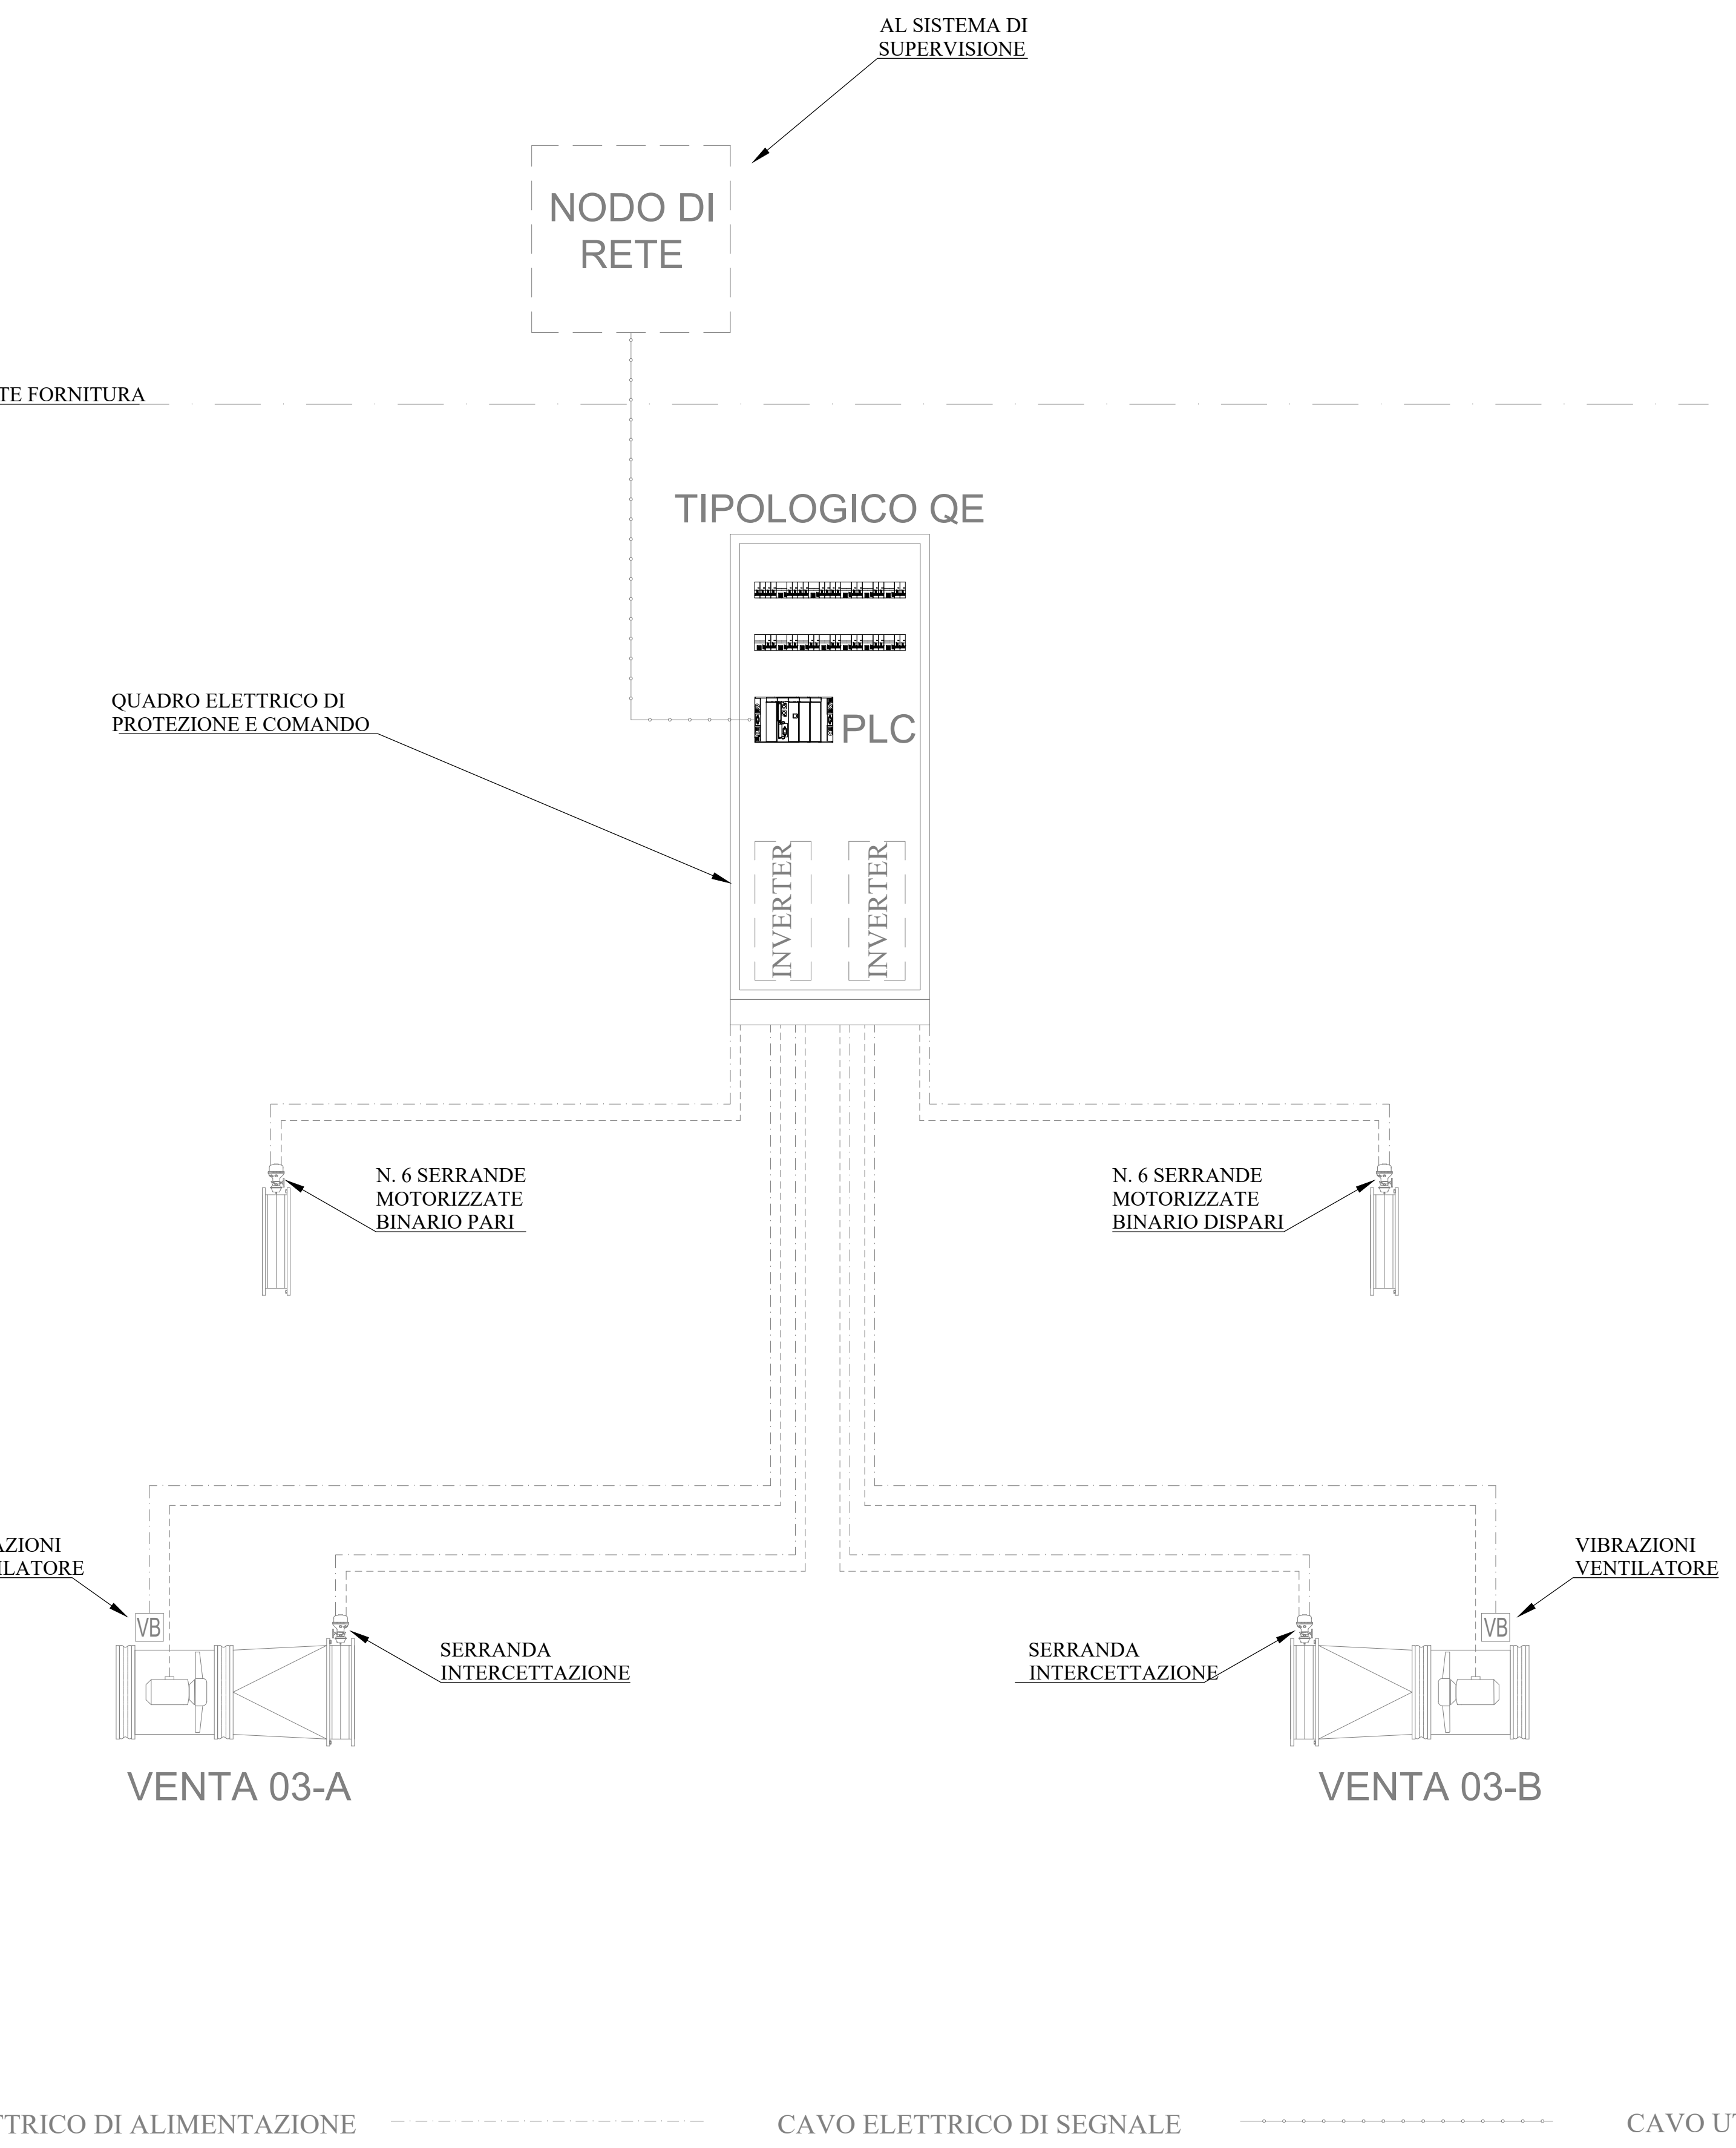 AL SISTEMA DI
SUPERVISIONE
NODO DI
RETE
TE FORNITURA
TIPOLOGICO QE
QUADRO ELETTRICO DI
PROTEZIONE E COMANDO
PLC
INVERTER
INVERTER
N. 6 SERRANDE
MOTORIZZATE
BINARIO PARI
N. 6 SERRANDE
MOTORIZZATE
BINARIO DISPARI
AZIONI
ILATORE
VB
SERRANDA
INTERCETTAZIONE
SERRANDA
INTERCETTAZIONE
VIBRAZIONI
VENTILATORE
VB
VENTA 03-A
VENTA 03-B
TTRICO DI ALIMENTAZIONE
CAVO ELETTRICO DI SEGNALE
CAVO UT